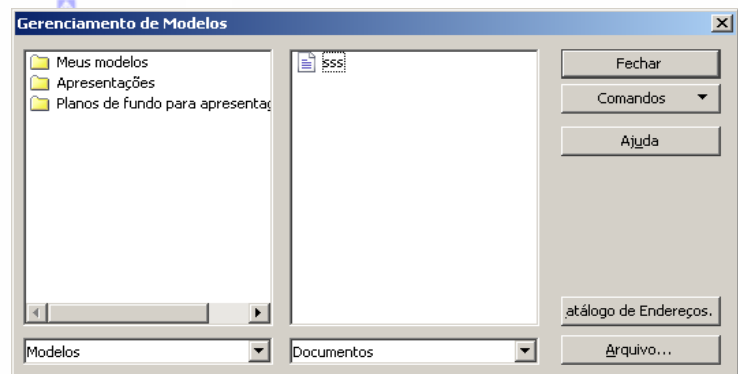 Gerenciamento de Modelos
Meus modelos
Apresentações
Planos de fundo para apresentaç
sss
Fechar
Comandos
Ajuda
atálogo de Endereços.
Modelos
Documentos
Arquivo...